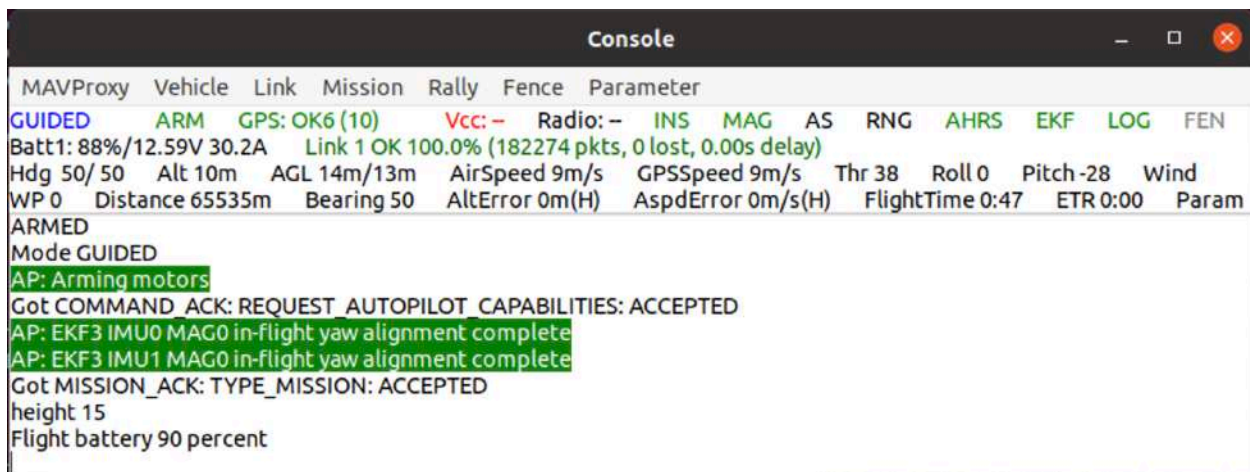 Console
MAVProxy Vehicle Link Mission Rally Fence Parameter
GUIDED ARM GPS: OK6 (10) Vcc: -- Radio: -- INS MAG AS RNG AHRS EKF LOG FEN
Batt1: 88%/12.59V 30.2A Link 1 OK 100.0% (182274 pkts, 0 lost, 0.00s delay)
Hdg 50/ 50 Alt 10m AGL 14m/13m AirSpeed 9m/s GPSSpeed 9m/s Thr 38 Roll 0 Pitch -28 Wind
WP 0 Distance 65535m Bearing 50 AltError 0m(H) AspdError 0m/s(H) FlightTime 0:47 ETR 0:00 Param
ARMED
Mode GUIDED
AP: Arming motors
Got COMMAND_ACK: REQUEST_AUTOPILOT_CAPABILITIES: ACCEPTED
AP: EKF3 IMU0 MAG0 in-flight yaw alignment complete
AP: EKF3 IMU1 MAG0 in-flight yaw alignment complete
Got MISSION_ACK: TYPE_MISSION: ACCEPTED
height 15
Flight battery 90 percent